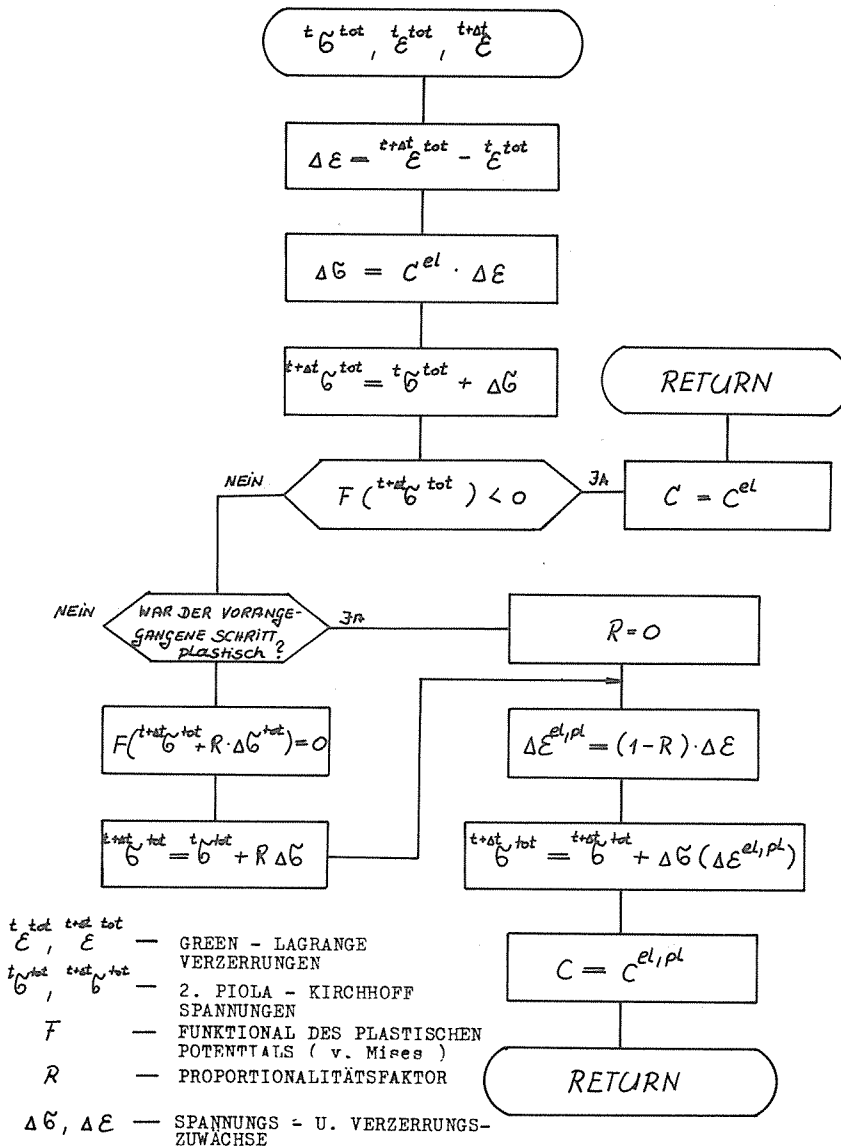 ᵗσᵗᵒᵗ, ᵗεᵗᵒᵗ, ᵗ⁺ᐞᵗε
Δε = ᵗ⁺ᐞᵗεᵗᵒᵗ - ᵗεᵗᵒᵗ
Δσ = Cᵉˡ · Δε
ᵗ⁺ᐞᵗσᵗᵒᵗ = ᵗσᵗᵒᵗ + Δσ
RETURN
NEIN
F(ᵗ⁺ᐞᵗσᵗᵒᵗ) < 0
JA
C = Cᵉˡ
NEIN
WAR DER VORANGE-
GANGENE SCHRITT
plastisch?
JA
R=0
F(ᵗ⁺ᐞᵗσᵗᵒᵗ + R·Δσᵗᵒᵗ)=0
Δεᵉˡ,ᵖˡ = (1-R)·Δε
ᵗ⁺ᐞᵗσᵗᵒᵗ = ᵗσᵗᵒᵗ + R Δσ
ᵗ⁺ᐞᵗσᵗᵒᵗ = ᵗ⁺ᐞᵗσᵗᵒᵗ + Δσ(Δεᵉˡ,ᵖˡ)
C = Cᵉˡ,ᵖˡ
RETURN
ᵗεᵗᵒᵗ, ᵗ⁺ᐞᵗεᵗᵒᵗ — GREEN - LAGRANGE
VERZERRUNGEN
ᵗσᵗᵒᵗ, ᵗ⁺ᐞᵗσᵗᵒᵗ - 2. PIOLA - KIRCHHOFF
SPANNUNGEN
F — FUNKTIONAL DES PLASTISCHEN
POTENTIALS ( v. Mises )
R — PROPORTIONALITÄTSFAKTOR
Δσ, Δε — SPANNUNGS - U. VERZERRUNGS-
ZUWÄCHSE